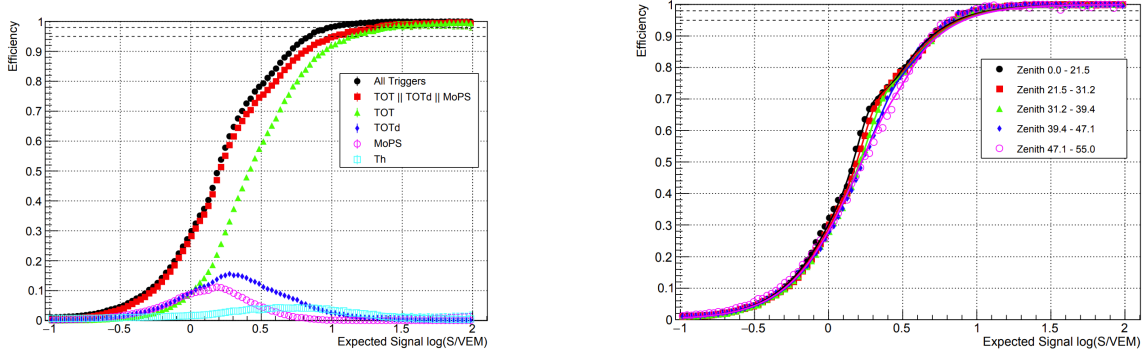 Efficiency
1
0.9
0.8
0.7
0.6
0.5
0.4
0.3
0.2
0.1
0
All Triggers
TOT || TOTd || MoPS
TOT
TOTd
MoPS
Th
−1 −0.5 0 0.5 1 1.5 2
Expected Signal log(S/VEM)
Efficiency
1
0.9
0.8
0.7
0.6
0.5
0.4
0.3
0.2
0.1
0
Zenith 0.0 - 21.5
Zenith 21.5 - 31.2
Zenith 31.2 - 39.4
Zenith 39.4 - 47.1
Zenith 47.1 - 55.0
−1 −0.5 0 0.5 1 1.5 2
Expected Signal log(S/VEM)